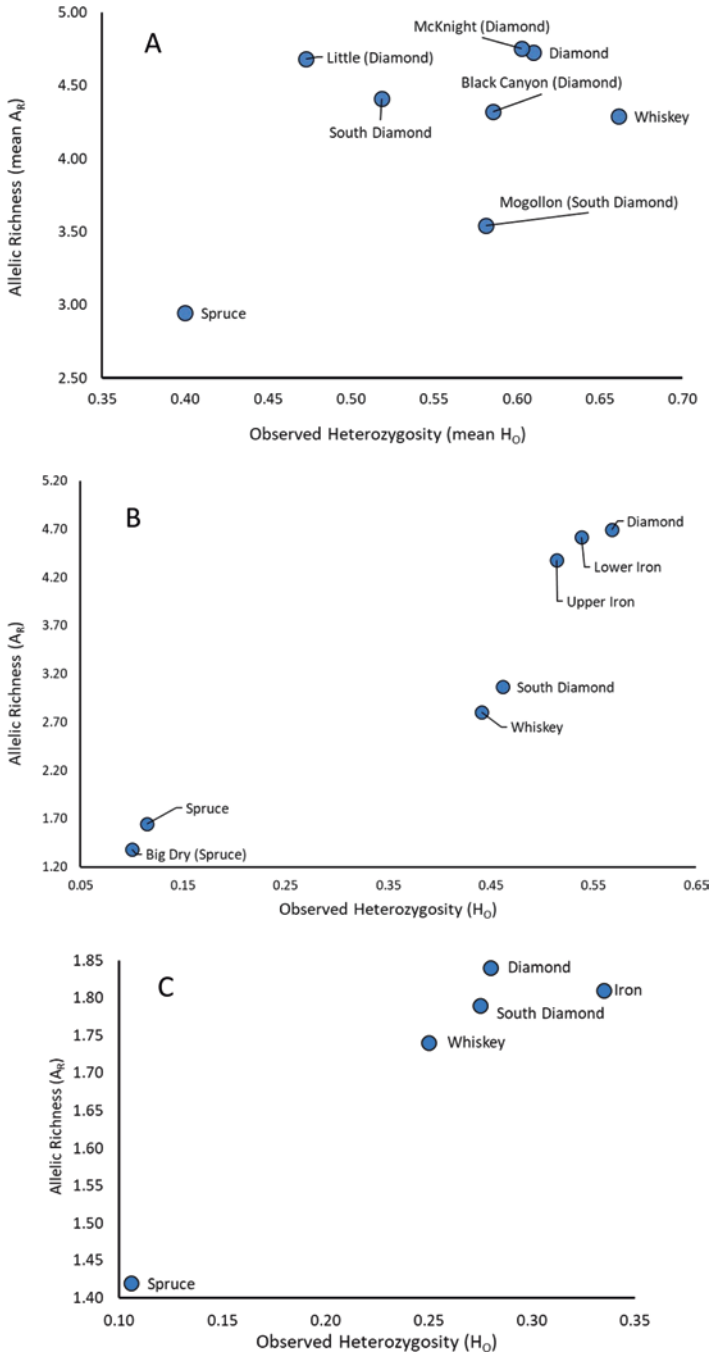 A
5.00
McKnight (Diamond)
Diamond
Little (Diamond)
4.50
Black Canyon (Diamond)
South Diamond
Whiskey
4.00
Mogollon (South Diamond)
3.50
3.00
Spruce
2.50
0.35 0.40 0.45 0.50 0.55 0.60 0.65 0.70
Allelic Richness (mean AR)
Observed Heterozygosity (mean HO)
B
5.20
Diamond
4.70
Lower Iron
4.20
Upper Iron
3.70
3.20
South Diamond
2.70
Whiskey
2.20
1.70
Spruce
Big Dry (Spruce)
1.20
0.05 0.15 0.25 0.35 0.45 0.55 0.65
Allelic Richness (AR)
Observed Heterozygosity (HO)
C
1.85
Diamond
Iron
1.80
South Diamond
1.75
Whiskey
1.70
1.65
1.60
1.55
1.50
1.45
Spruce
1.40
0.10 0.20 0.25 0.30 0.35
Allelic Richness (AR)
Observed Heterozygosity (HO)